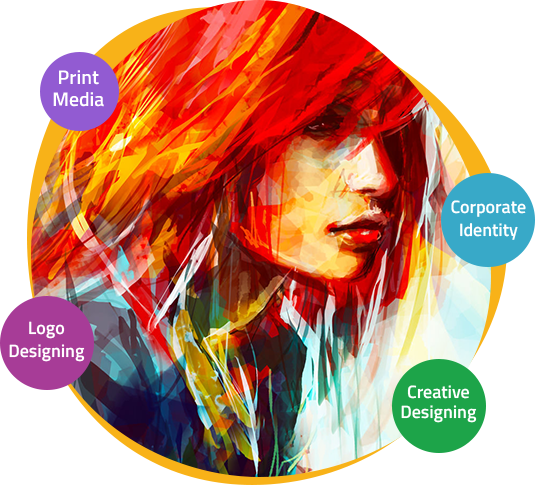 Print
Media
Corporate
Identity
Logo
Designing
Creative
Designing